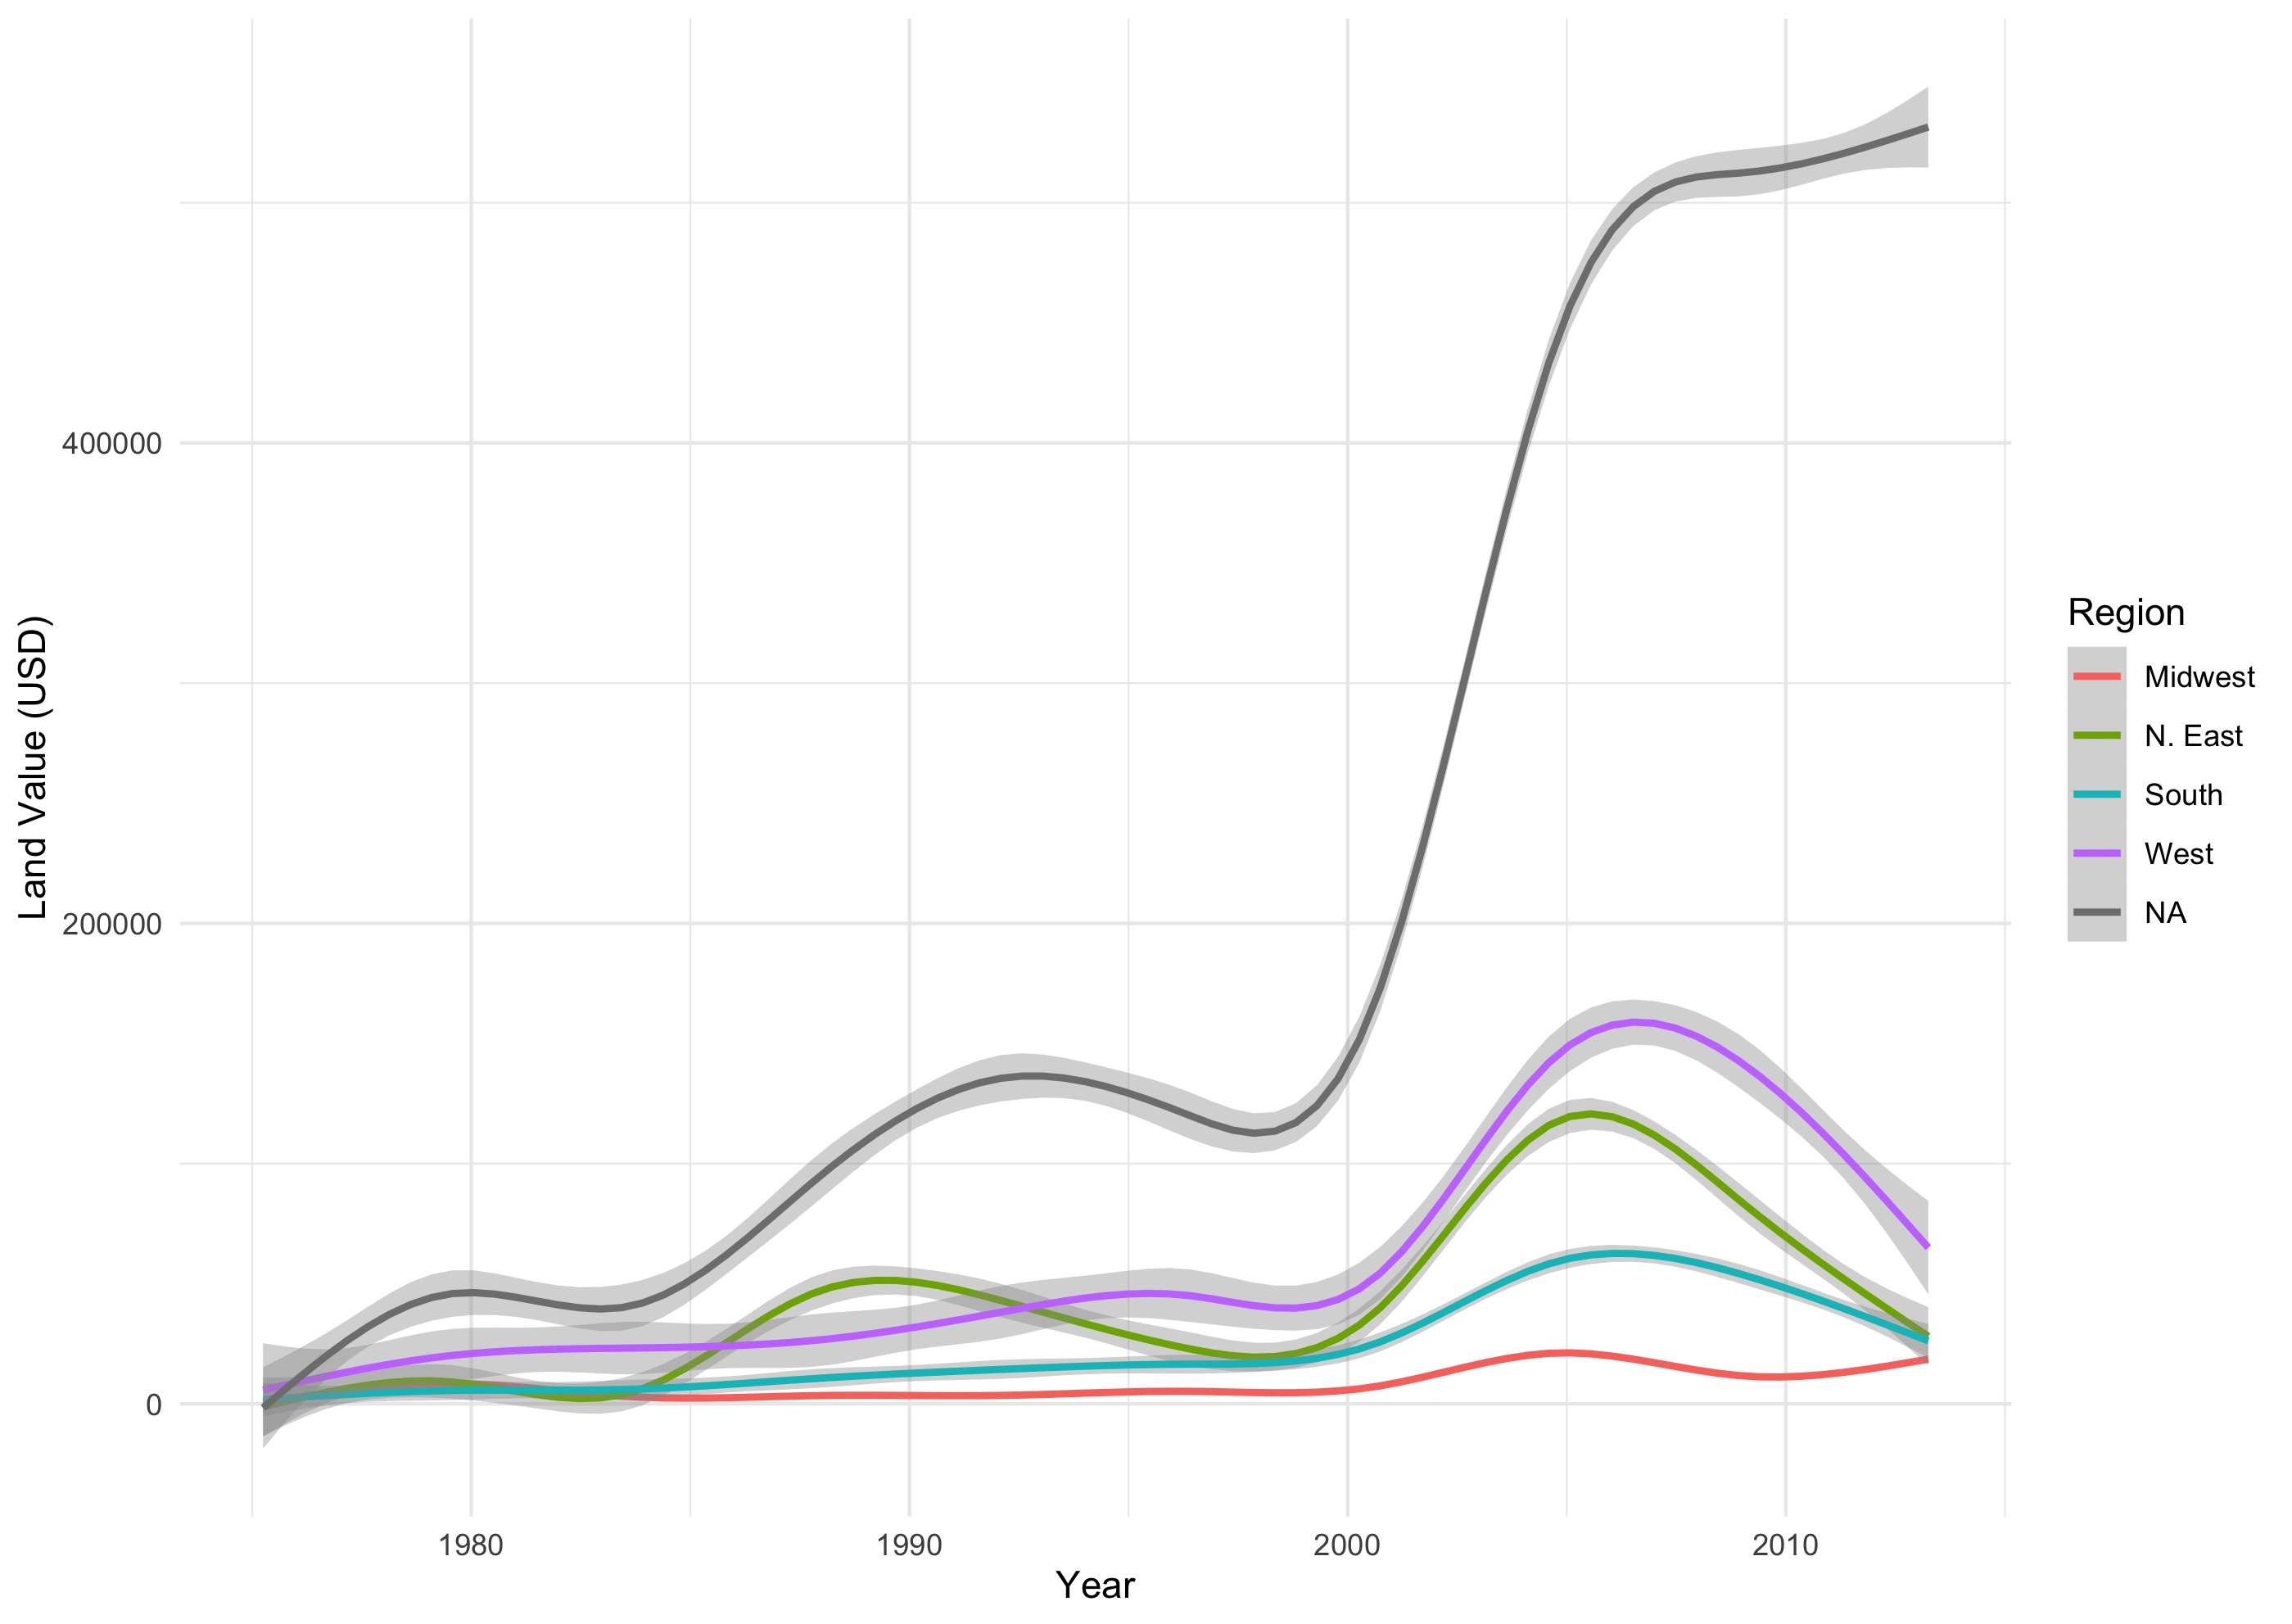 Land Value (USD)
400000
200000
0
1980
1990
2000
2010
Year
Region
Midwest
N. East
South
West
NA